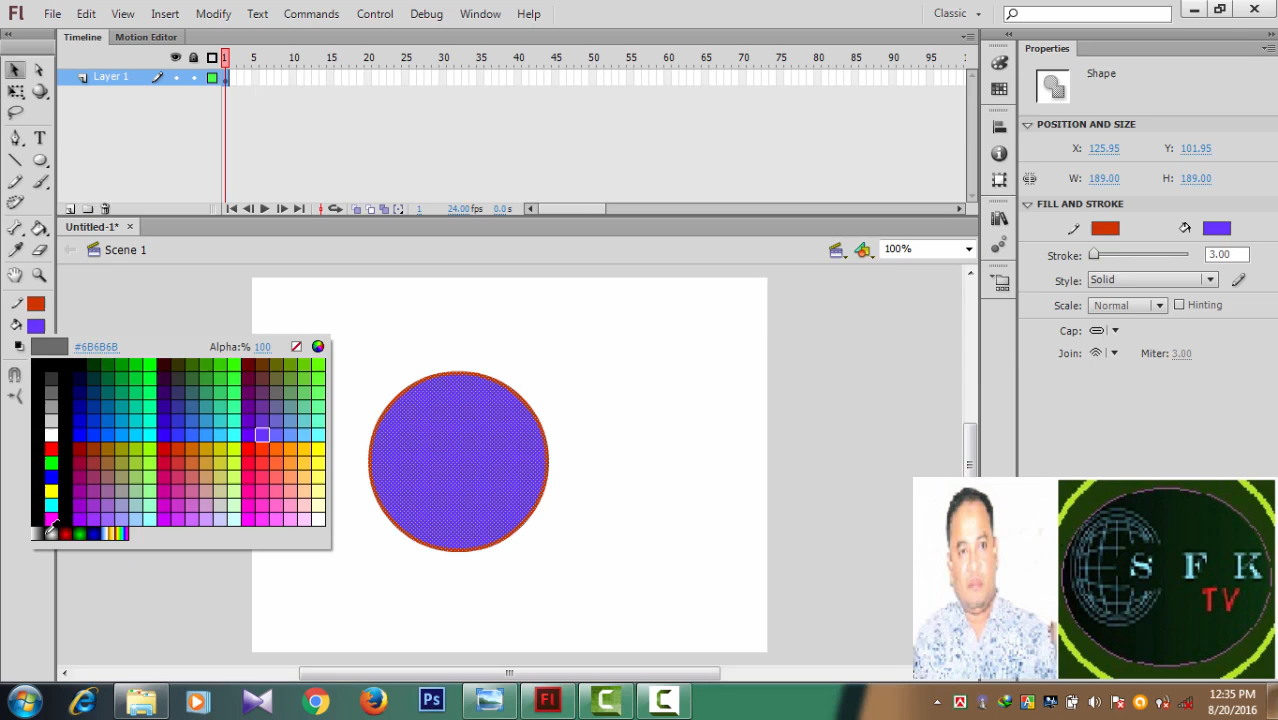 Fl File Edit View Insert Modify Text Commands Control Debug Window Help Classic
Timeline Motion Editor
1 5 10 15 20 25 30 35 40 45 50 55 60 65 70 75 80 85 90 95
Layer 1
1 24.00 fps 0.0 s
Untitled-1*
Scene 1 100%
#6B6B6B Alpha:% 100
Properties
Shape
POSITION AND SIZE
X: 125.95 Y: 101.95
W: 189.00 H: 189.00
FILL AND STROKE
Stroke: 3.00
Style: Solid
Scale: Normal Hinting
Cap:
Join: Miter: 3.00
S F K
TV
Ps Fl
12:35 PM
8/20/2016